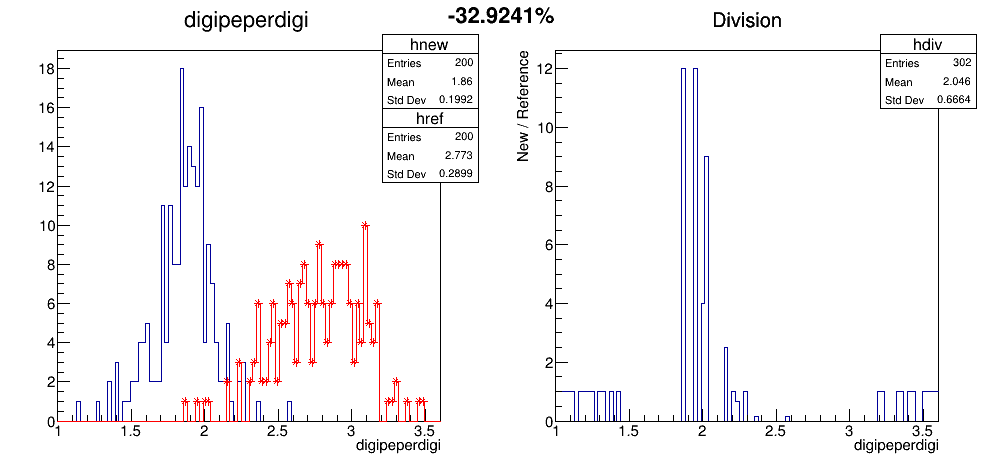 digipeperdigi
-32.9241%
Division
hnew
Entries 200
Mean 1.86
Std Dev 0.1992
href
Entries 200
Mean 2.773
Std Dev 0.2899
18
16
14
12
10
8
6
4
2
0
1 1.5 2 2.5 3 3.5
digipeperdigi
hdiv
Entries 302
Mean 2.046
Std Dev 0.6664
New / Reference
12
10
8
6
4
2
0
1 1.5 2 2.5 3 3.5
digipeperdigi